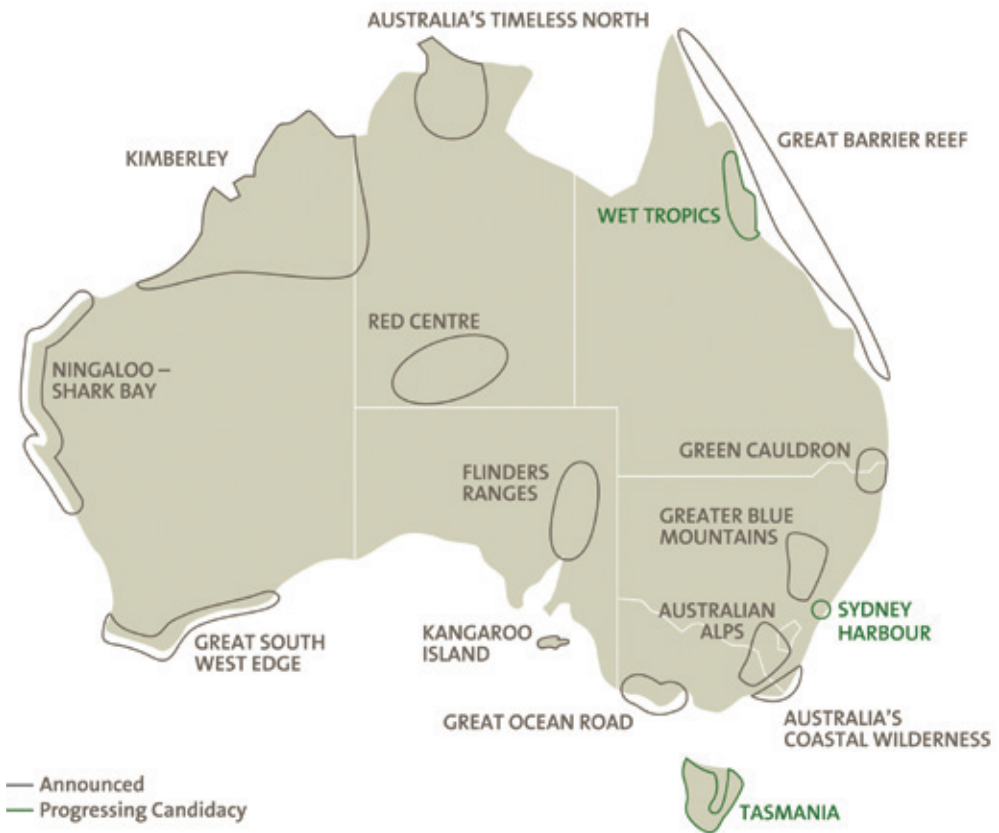 AUSTRALIA'S TIMELESS NORTH
GREAT BARRIER REEF
KIMBERLEY
WET TROPICS
RED CENTRE
NINGALOO –
SHARK BAY
GREEN CAULDRON
FLINDERS
RANGES
GREATER BLUE
MOUNTAINS
AUSTRALIAN
ALPS
SYDNEY
HARBOUR
KANGAROO
ISLAND
GREAT SOUTH
WEST EDGE
GREAT OCEAN ROAD
AUSTRALIA'S
COASTAL WILDERNESS
Announced
Progressing Candidacy
TASMANIA